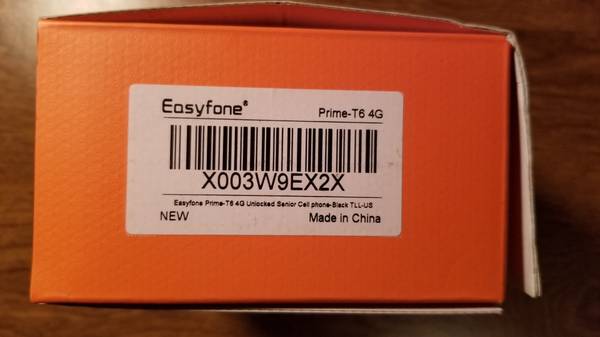 Easyfone® Prime-T6 4G
X003W9EX2X
Easyfone Prime-T6 4G Unlocked Senior Cell phone-Black TLL-US
NEW Made in China